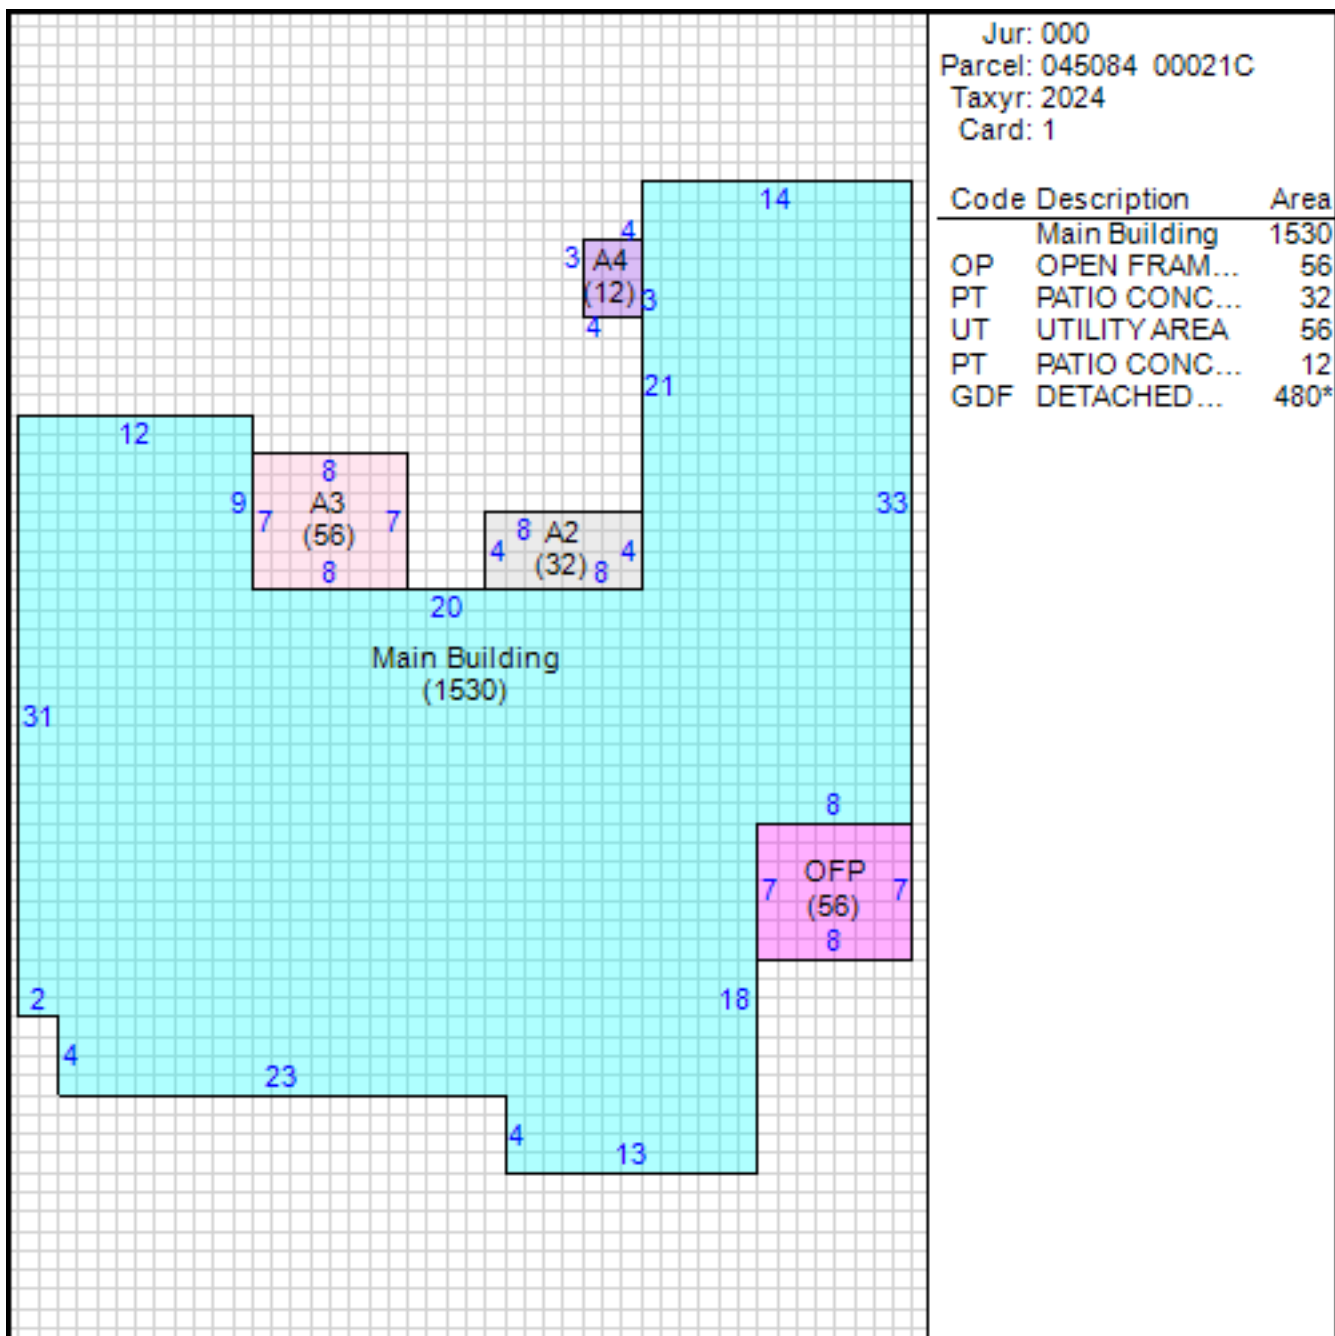 Jur: 000
Parcel: 045084 00021C
Taxyr: 2024
Card: 1
Code Description Area
Main Building 1530
OP OPEN FRAM... 56
PT PATIO CONC... 32
UT UTILITY AREA 56
PT PATIO CONC... 12
GDF DETACHED... 480*
14
4
3 A4
(12) 3
4
21
12
8
9 7 A3 7
(56)
8
33
8 A2
4 (32) 4
8
20
Main Building
(1530)
31
8
OFP
7 (56) 7
8
2
18
4
23
4
13